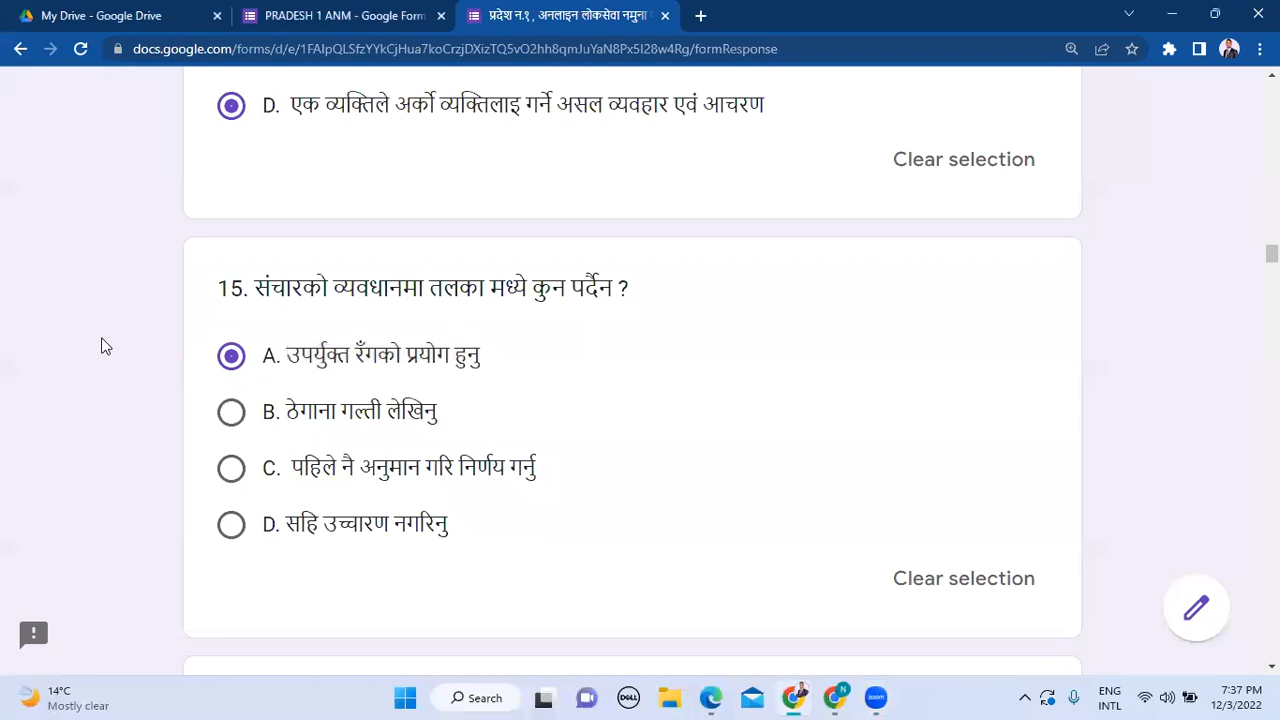 My Drive - Google Drive
PRADESH 1 ANM - Google Form
प्रदेश न.१, अनलाइन लोकसेवा नमुना
docs.google.com/forms/d/e/1FAIpQLSfzYYkCjHua7koCrzjDXizTQ5vO2hh8qmJuYaN8Px5I28w4Rg/formResponse
D. एक व्यक्तिले अर्को व्यक्तिलाइ गर्ने असल व्यवहार एवं आचरण
Clear selection
15. संचारको व्यवधानमा तलका मध्ये कुन पर्दैन ?
A. उपर्युक्त रँगको प्रयोग हुनु
B. ठेगाना गल्ती लेखिनु
C. पहिले नै अनुमान गरि निर्णय गर्नु
D. सहि उच्चारण नगरिनु
Clear selection
14°C
Mostly clear
Search
DELL
N
zoom
ENG
INTL
7:37 PM
12/3/2022